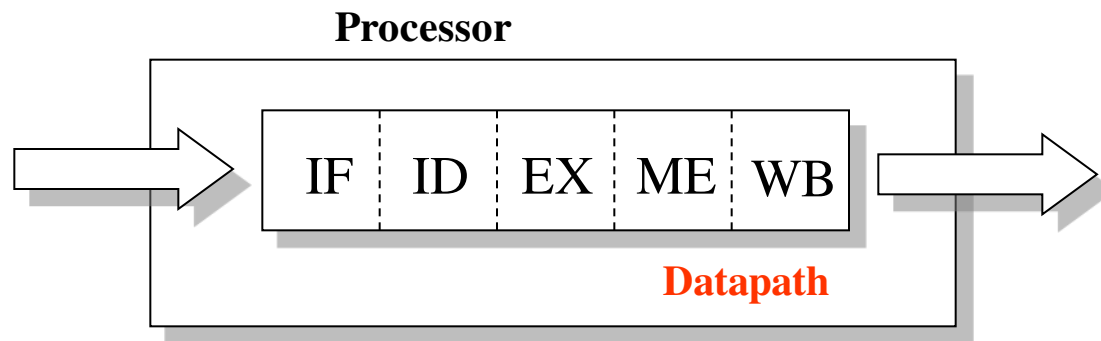 Processor
IF ID EX ME WB
Datapath